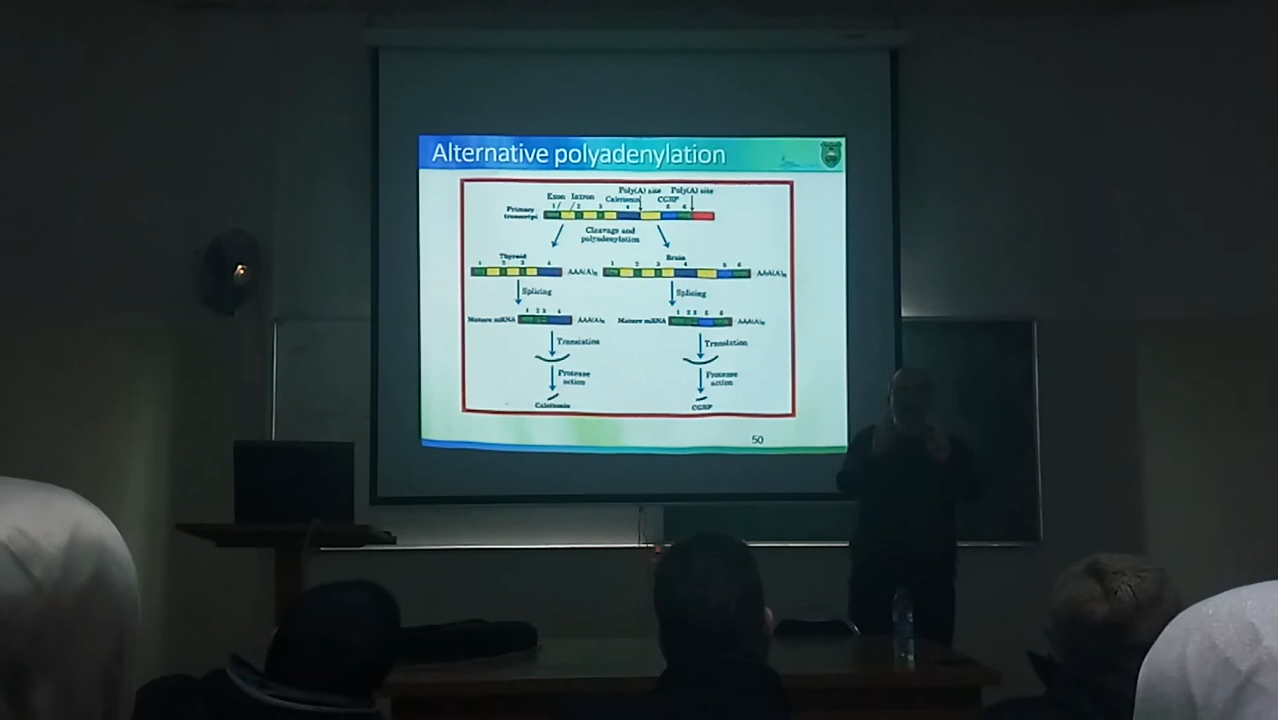 Alternative polyadenylation
Poly(A) site Poly(A) site
Exon Intron Calcitonin CGRP
Primary transcript
1 2 3 4 5 6
Cleavage and
polyadenylation
Thyroid Brain
1 2 3 4 AAA(A)n 1 2 3 4 5 6 AAA(A)n
Splicing Splicing
1 2 3 4 1 2 3 5 6
Mature mRNA AAA(A)n Mature mRNA AAA(A)n
Translation Translation
Protease Protease
action action
Calcitonin CGRP
50